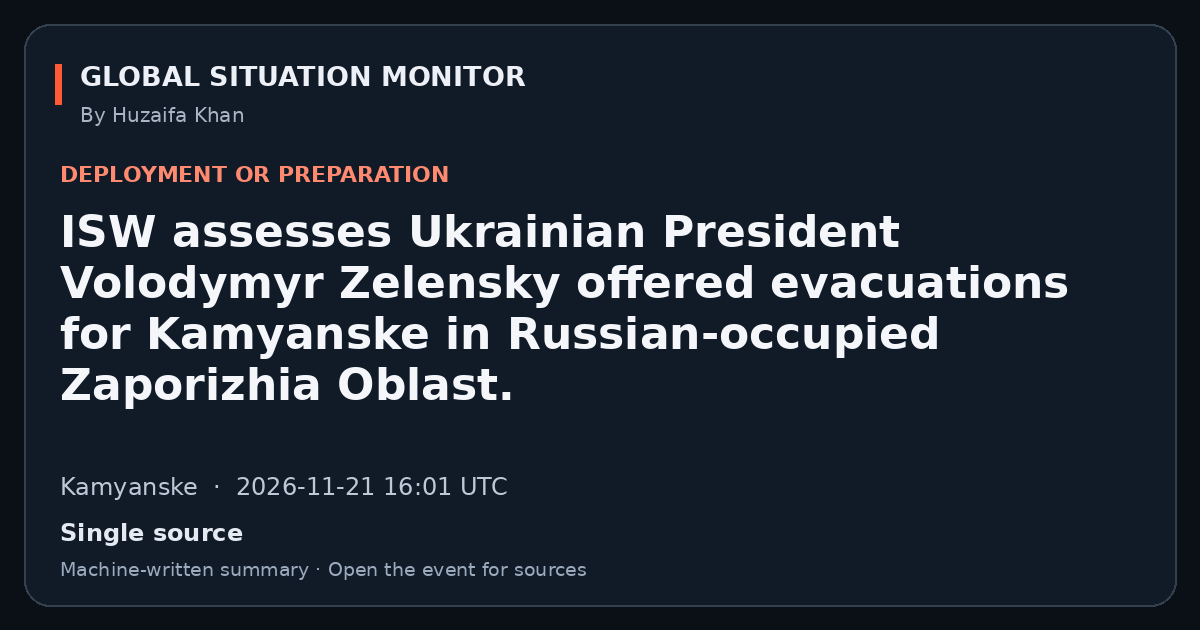 GLOBAL SITUATION MONITOR
By Huzaifa Khan
DEPLOYMENT OR PREPARATION
ISW assesses Ukrainian President
Volodymyr Zelensky offered evacuations
for Kamyanske in Russian-occupied
Zaporizhia Oblast.
Kamyanske · 2026-11-21 16:01 UTC
Single source
Machine-written summary · Open the event for sources